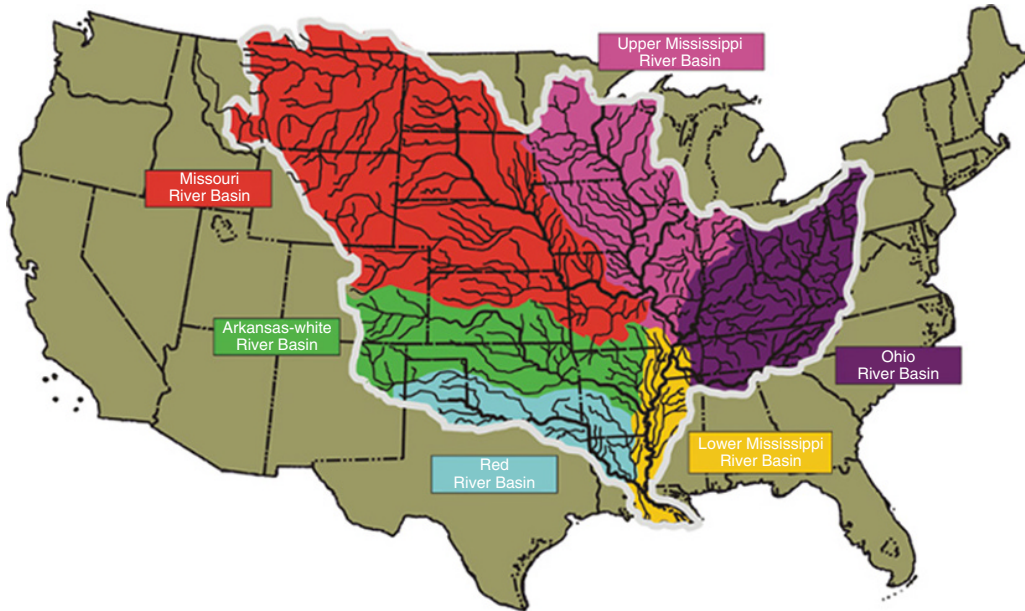 Upper Mississippi
River Basin
Missouri
River Basin
Arkansas-white
River Basin
Ohio
River Basin
Lower Mississippi
River Basin
Red
River Basin